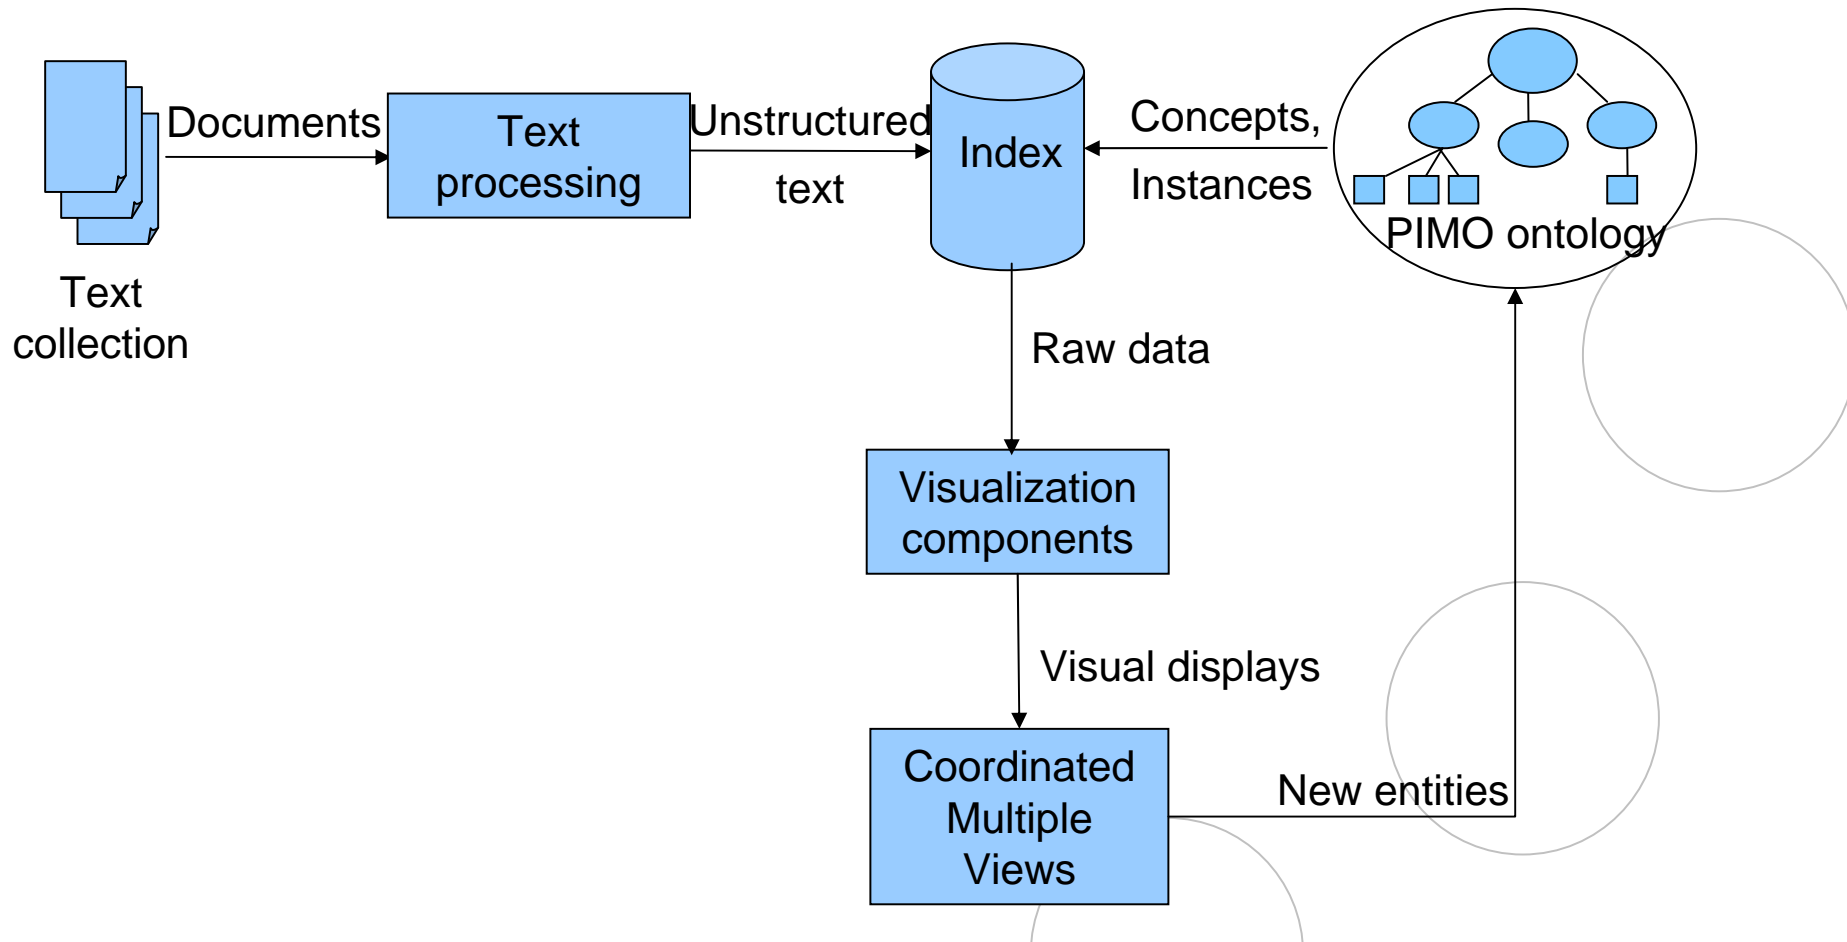 Documents
Text
processing
Unstructured
text
Index
Concepts,
Instances
PIMO ontology
Text
collection
Raw data
Visualization
components
Visual displays
Coordinated
Multiple
Views
New entities